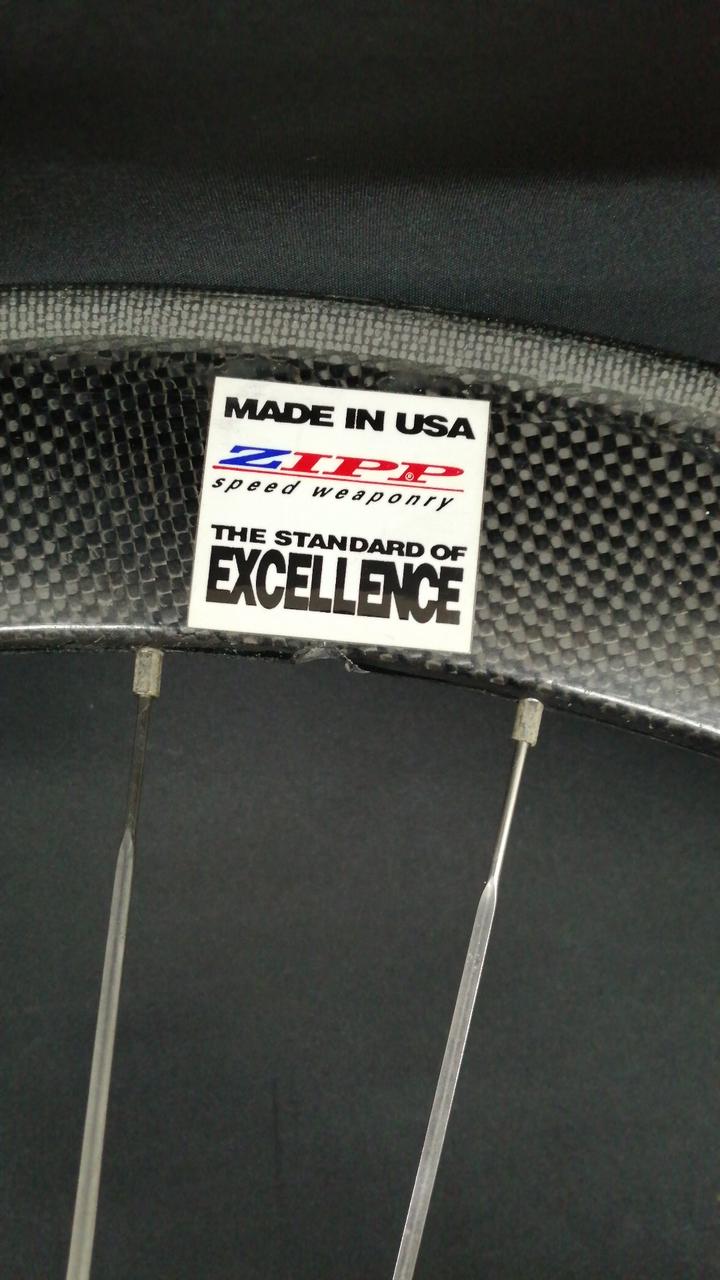 MADE IN USA
ZIPP®
speed weaponry
THE STANDARD OF
EXCELLENCE